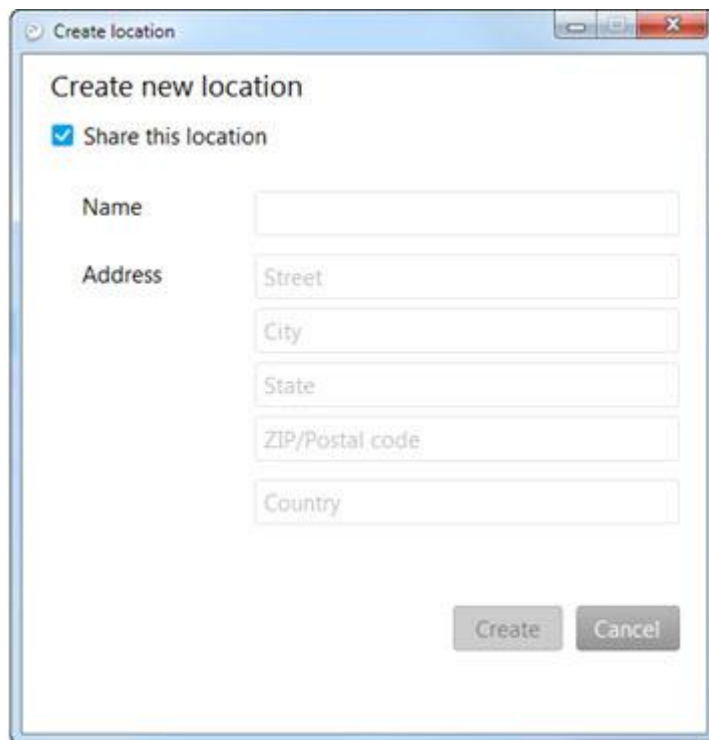 Create location
Create new location
Share this location
Name
Address
Street
City
State
ZIP/Postal code
Country
Create
Cancel